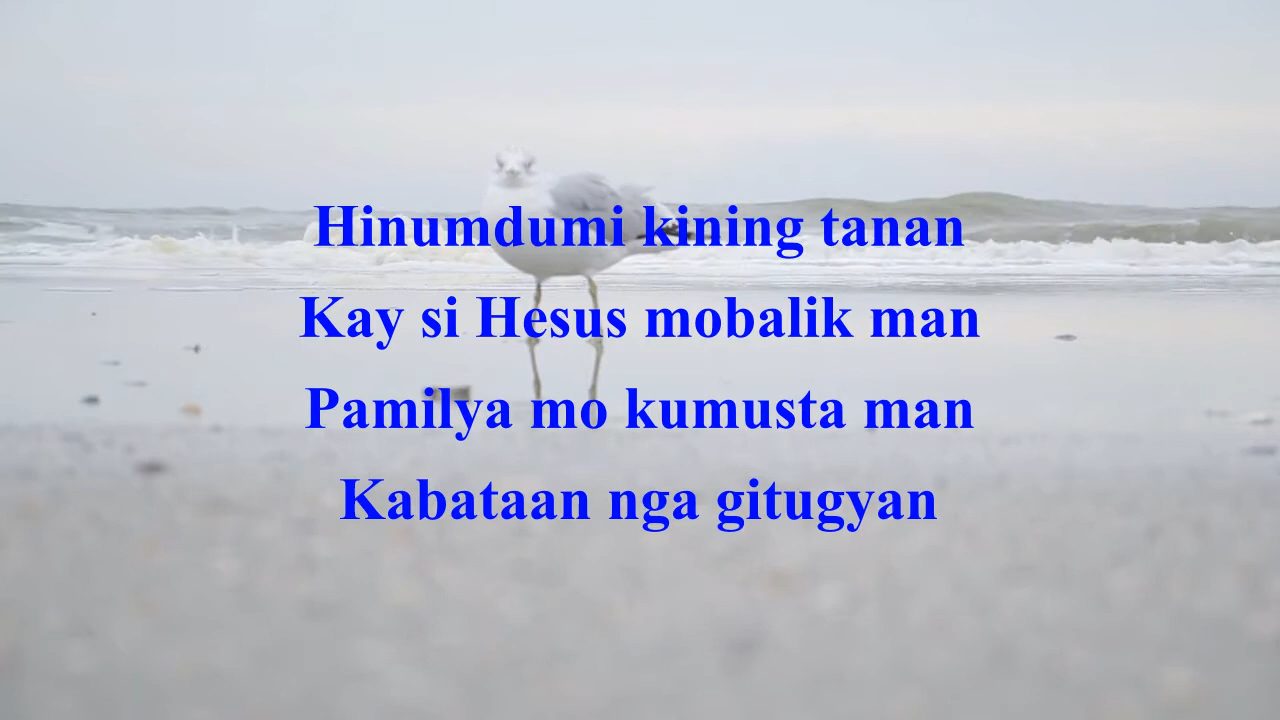 Hinumdumi kining tanan
Kay si Hesus mobalik man
Pamilya mo kumusta man
Kabataan nga gitugyan